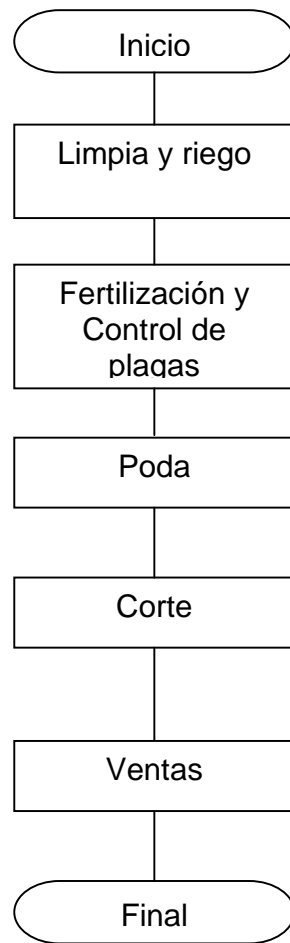 Inicio
Limpia y riego
Fertilización y
Control de
plagas
Poda
Corte
Ventas
Final